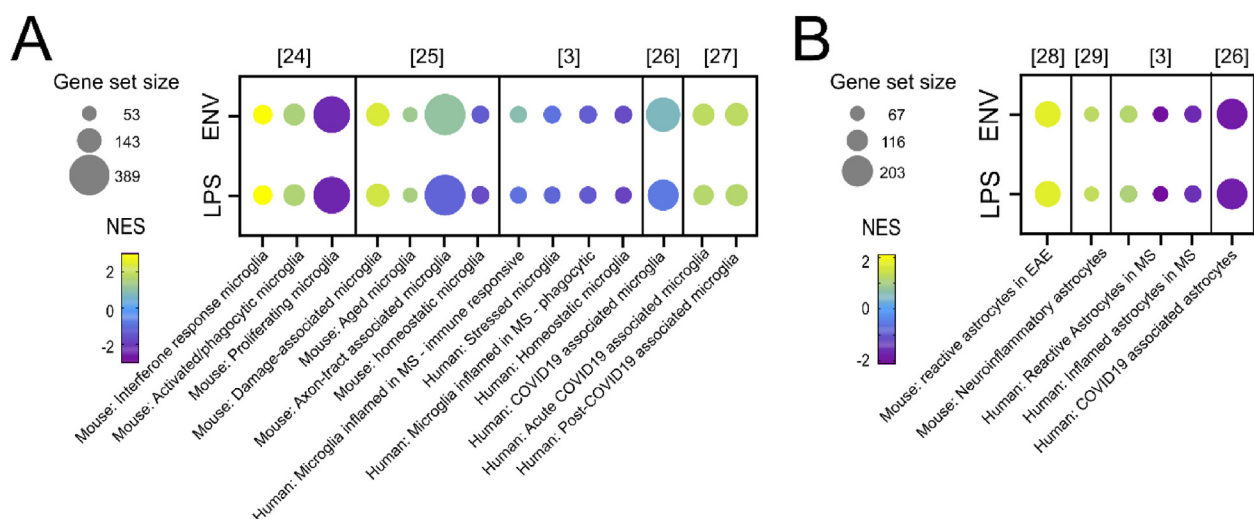 A
[24] [25] [3] [26] [27]
Gene set size
53
143
389
ENV
LPS
NES
2
0
-2
Mouse: Interferone response microglia
Mouse: Activated/phagocytic microglia
Mouse: Proliferating microglia
Mouse: Damage-associated microglia
Mouse: Aged microglia
Mouse: Axon-tract associated microglia
Mouse: homeostatic microglia
Human: Microglia inflamed in MS - immune responsive
Human: Stressed microglia
Human: Microglia inflamed in MS - phagocytic
Human: Homeostatic microglia
Human: COVID19 associated microglia
Human: Acute COVID19 associated microglia
Human: Post-COVID19 associated microglia
B
[28] [29] [3] [26]
Gene set size
67
116
203
ENV
LPS
NES
2
0
-2
Mouse: reactive astrocytes in EAE
Mouse: Neuroinflammatory astrocytes
Human: Reactive Astrocytes in MS
Human: Inflamed astrocytes in MS
Human: COVID19 associated astrocytes